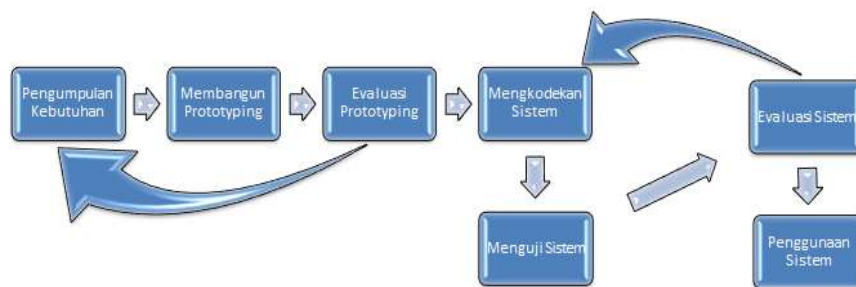 Pengumpulan
Kebutuhan
Membangun
Prototyping
Evaluasi
Prototyping
Mengkodekan
Sistem
Evaluasi Sistem
Menguji Sistem
Penggunaan
Sistem